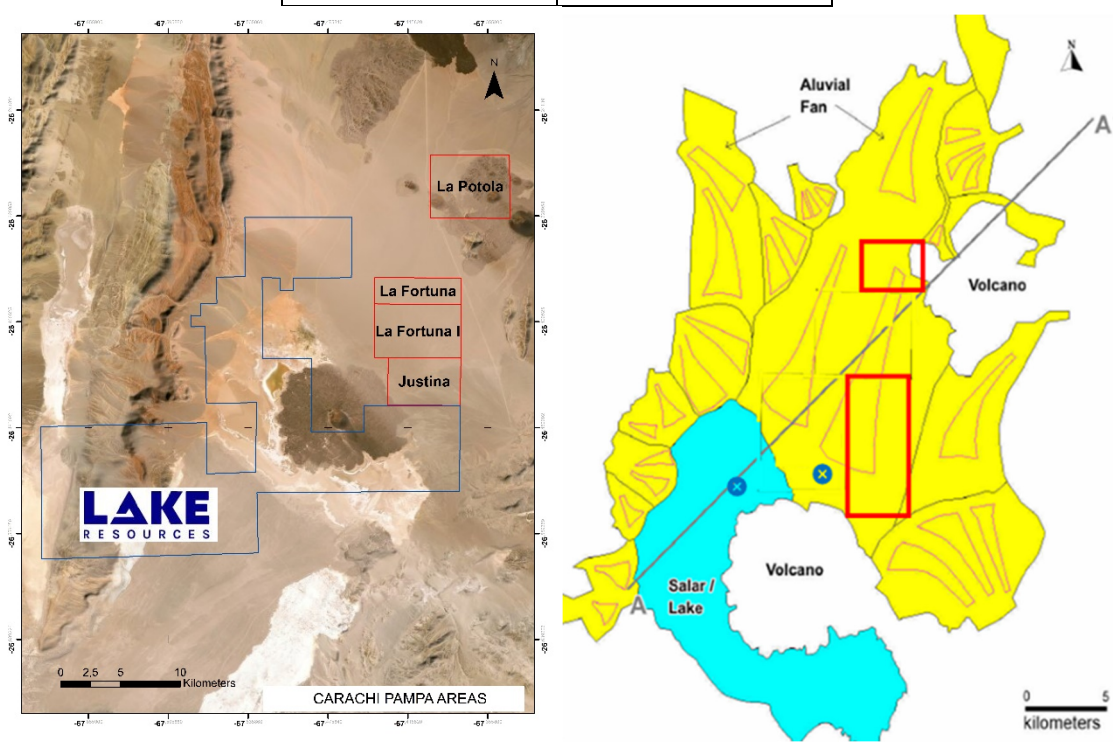 N
La Potola
La Fortuna
La Fortuna I
Justina
LAKE
RESOURCES
0 2,5 5 10
Kilometers
CARACHI PAMPA AREAS
N
Aluvial
Fan
A
Volcano
Volcano
Salar /
Lake
A
0 5
kilometers